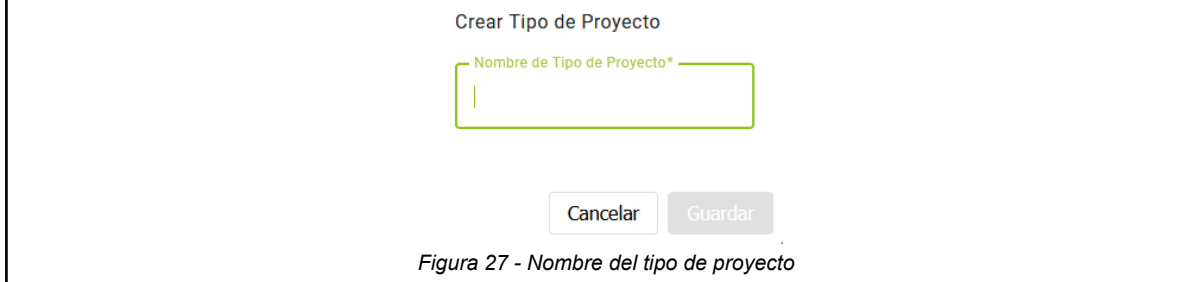 Crear Tipo de Proyecto
Nombre de Tipo de Proyecto*
Cancelar Guardar
Figura 27 - Nombre del tipo de proyecto